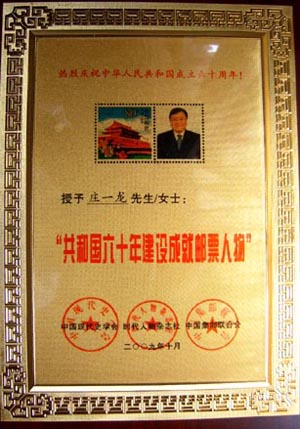 热烈庆祝中华人民共和国成立六十周年！
授予 庄一龙 先生/女士：
“共和国六十年建设成就邮票人物”
中国现代史学会 时代人物杂志社 中国集邮联合会
二〇〇九年十月